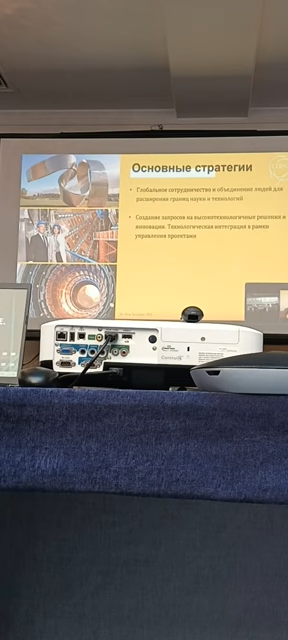 Основные стратегии
• Глобальное сотрудничество и объединение людей для
расширения границ науки и технологий
• Создание запросов на высокотехнологичные решения и
инновации. Технологическая интеграция в рамки
управления проектами